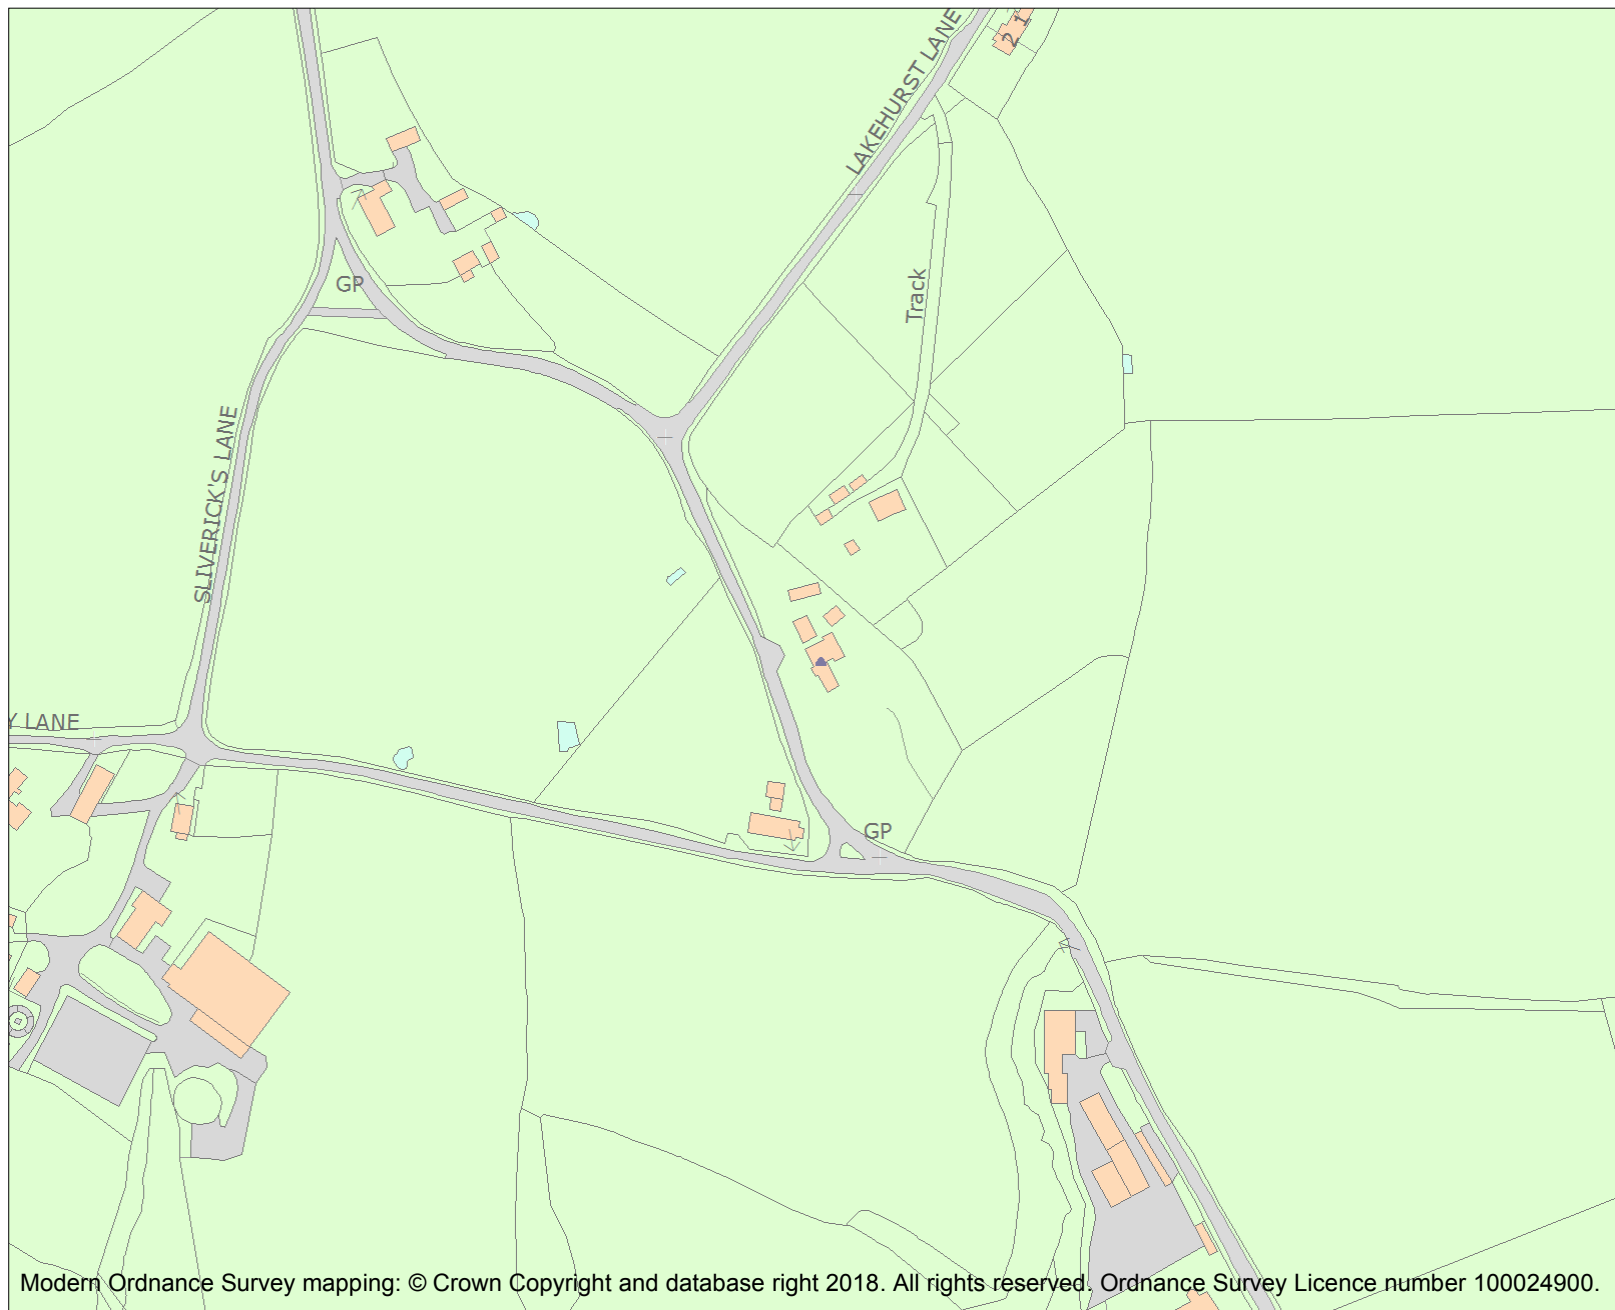 LAKEHURST LANE
2 1
GP
Track
SLIVERICK'S LANE
Y LANE
GP
Modern Ordnance Survey mapping: © Crown Copyright and database right 2018. All rights reserved. Ordnance Survey Licence number 100024900.